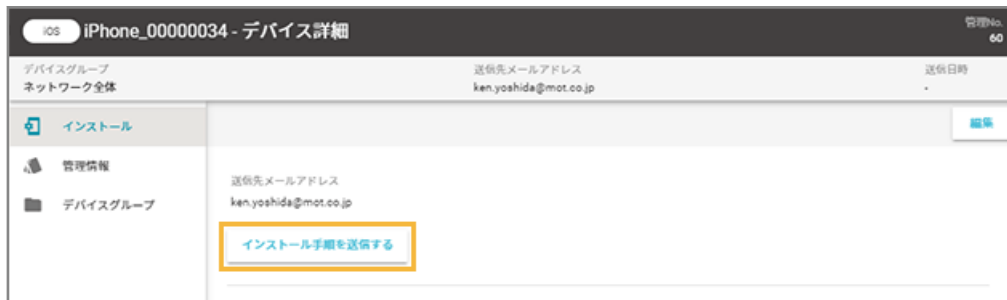 iOS iPhone_00000034 - デバイス詳細
管理No.
60
デバイスグループ 送信先メールアドレス 送信日時
ネットワーク全体 ken.yoshida@mot.co.jp -
インストール
編集
管理情報
デバイスグループ
送信先メールアドレス
ken.yoshida@mot.co.jp
インストール手順を送信する